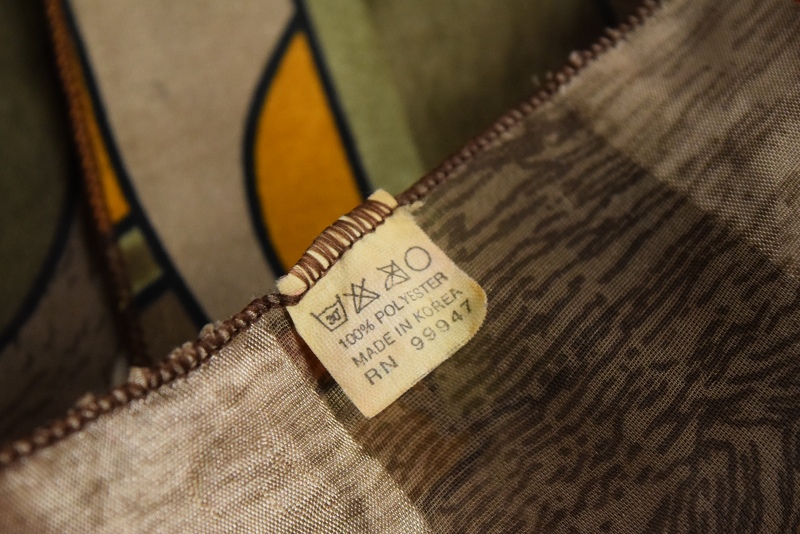 30
100% POLYESTER
MADE IN KOREA
RN 99947